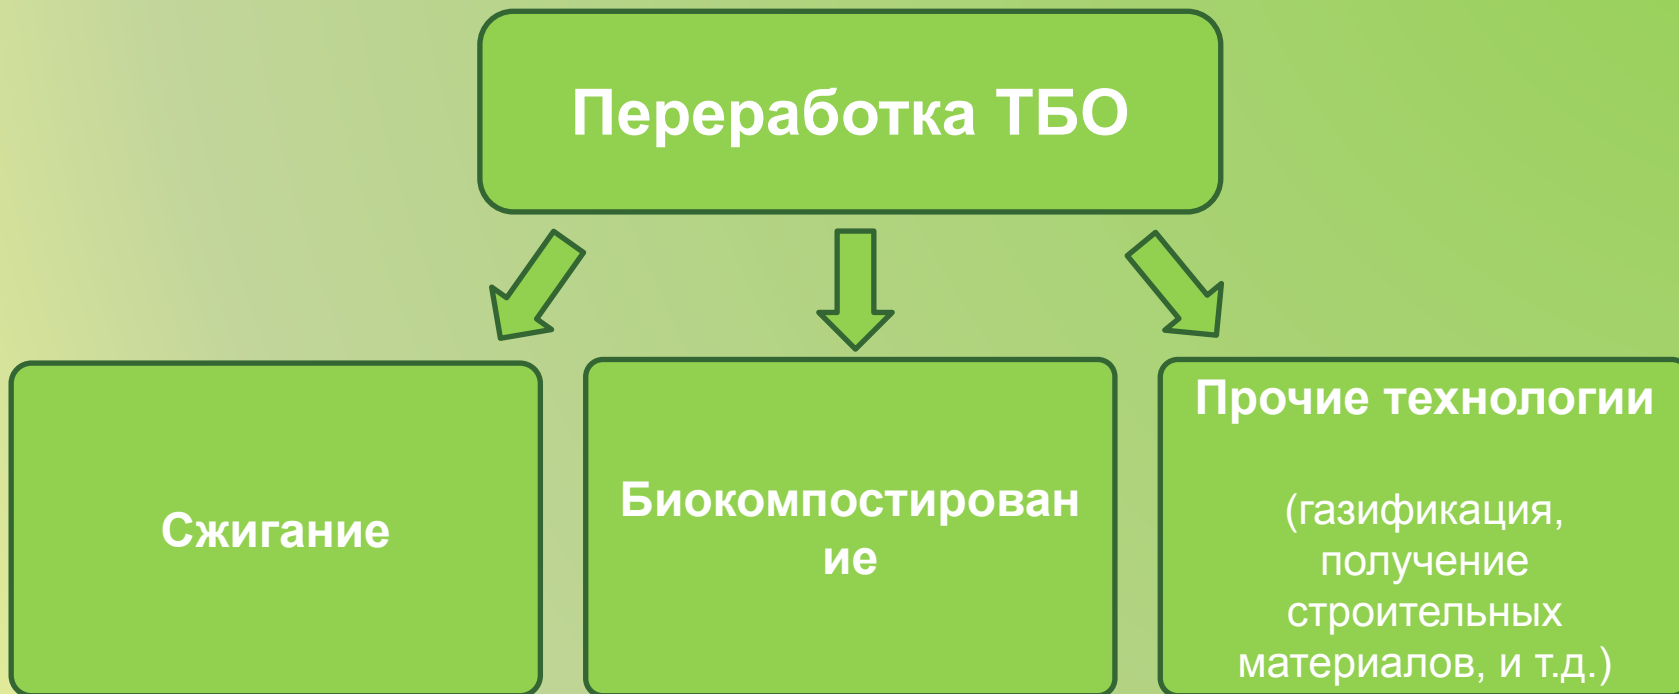 Переработка ТБО
Сжигание
Биокомпостирован
ие
Прочие технологии
(газификация,
получение
строительных
материалов, и т.д.)